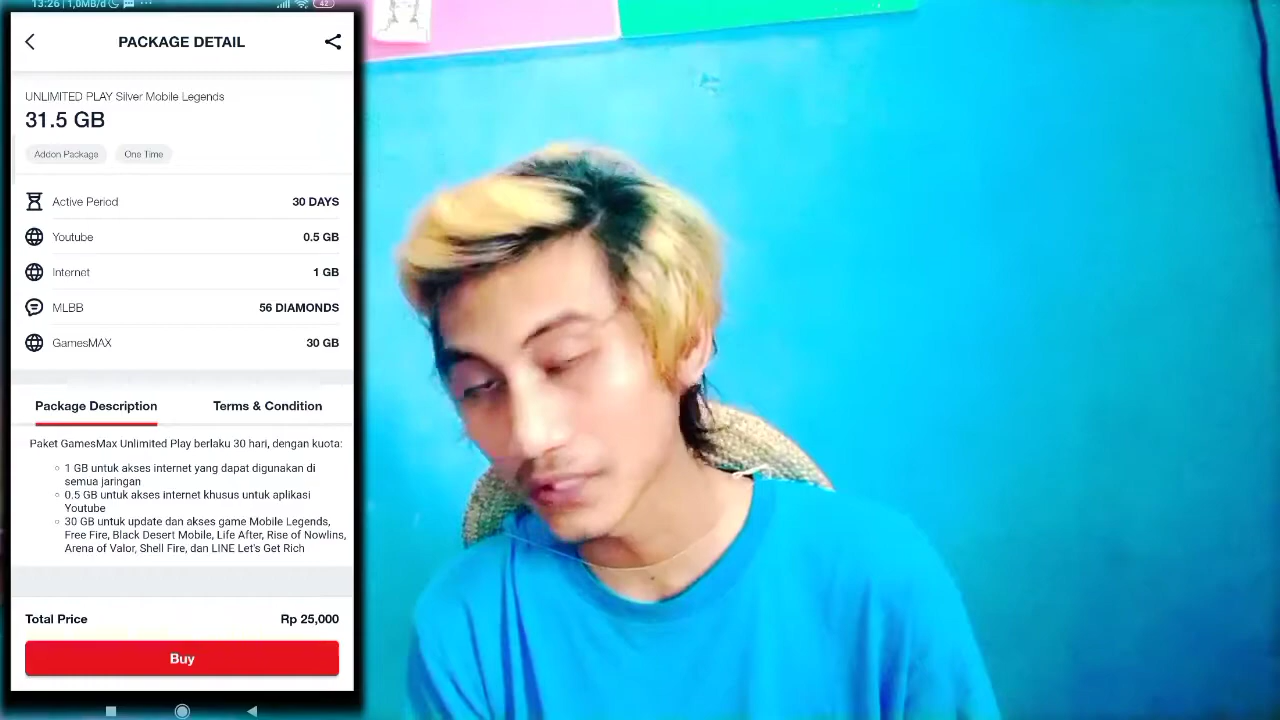 13:26 | 1,0MB/d
42
PACKAGE DETAIL
UNLIMITED PLAY Silver Mobile Legends
31.5 GB
Addon Package
One Time
Active Period 30 DAYS
Youtube 0.5 GB
Internet 1 GB
MLBB 56 DIAMONDS
GamesMAX 30 GB
Package Description Terms & Condition
Paket GamesMax Unlimited Play berlaku 30 hari, dengan kuota:
1 GB untuk akses internet yang dapat digunakan di
semua jaringan
0.5 GB untuk akses internet khusus untuk aplikasi
Youtube
30 GB untuk update dan akses game Mobile Legends,
Free Fire, Black Desert Mobile, Life After, Rise of Nowlins,
Arena of Valor, Shell Fire, dan LINE Let's Get Rich
Total Price Rp 25,000
Buy